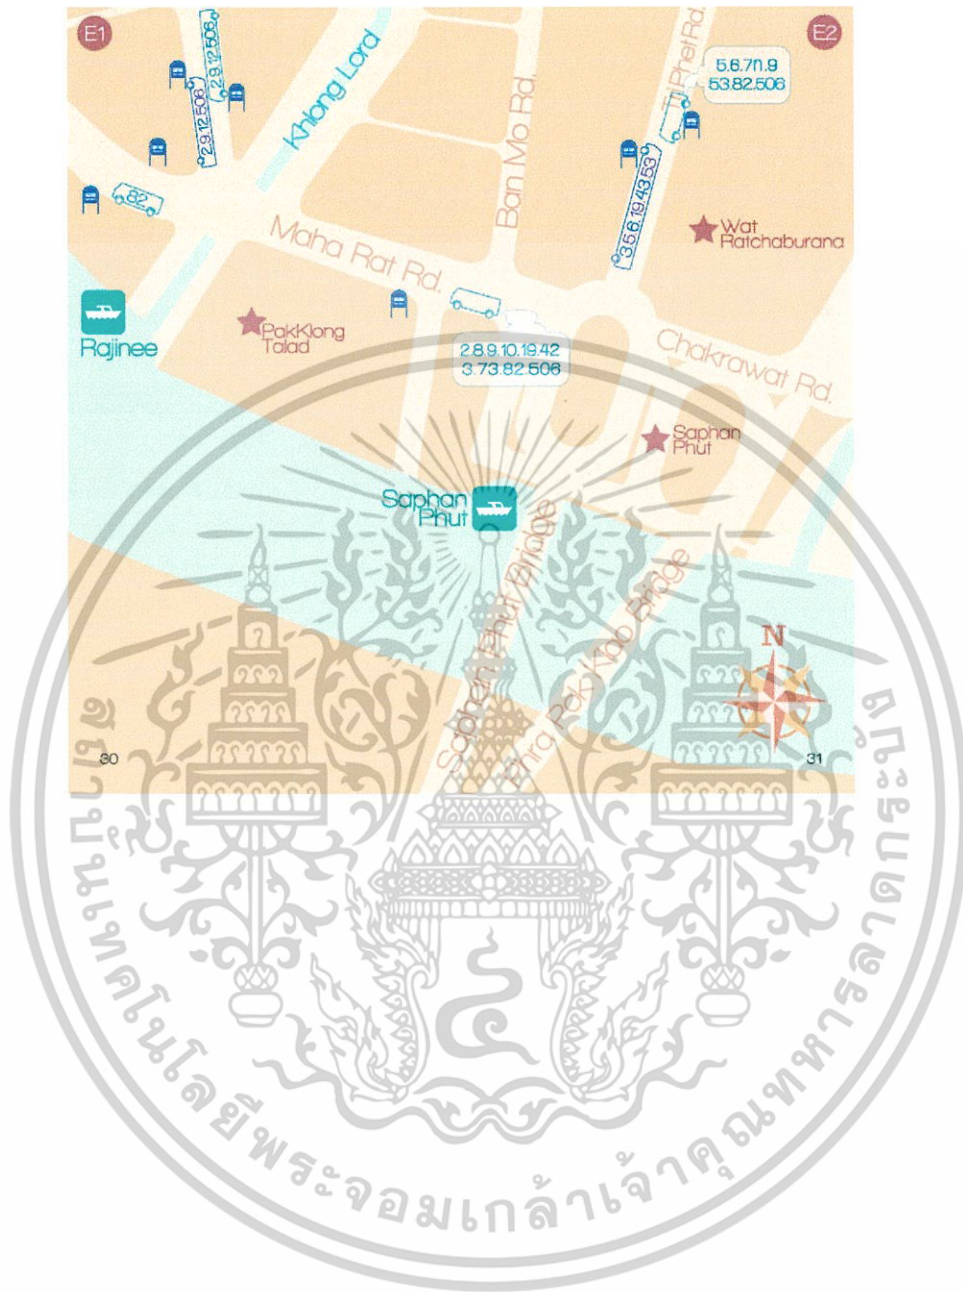 E1
E2
2.9.12.506
2.9.12.506
Khlong Lord
Ban Mo Rd.
Tri Phet Rd.
5.6.7ก.9
53.82.506
82
3.5.6.19.43.53
Wat
Ratchaburana
Maha Rat Rd.
Rajinee
PakKlong
Talad
2.8.9.10.19.42
3.73.82.506
Chakrawat Rd.
Saphan
Phut
Saphan
Phut
Saphan Phut Bridge
Phra Pok Klao Bridge
N
30
31
สถาบันเทคโนโลยีพระจอมเกล้าเจ้าคุณทหารลาดกระบัง